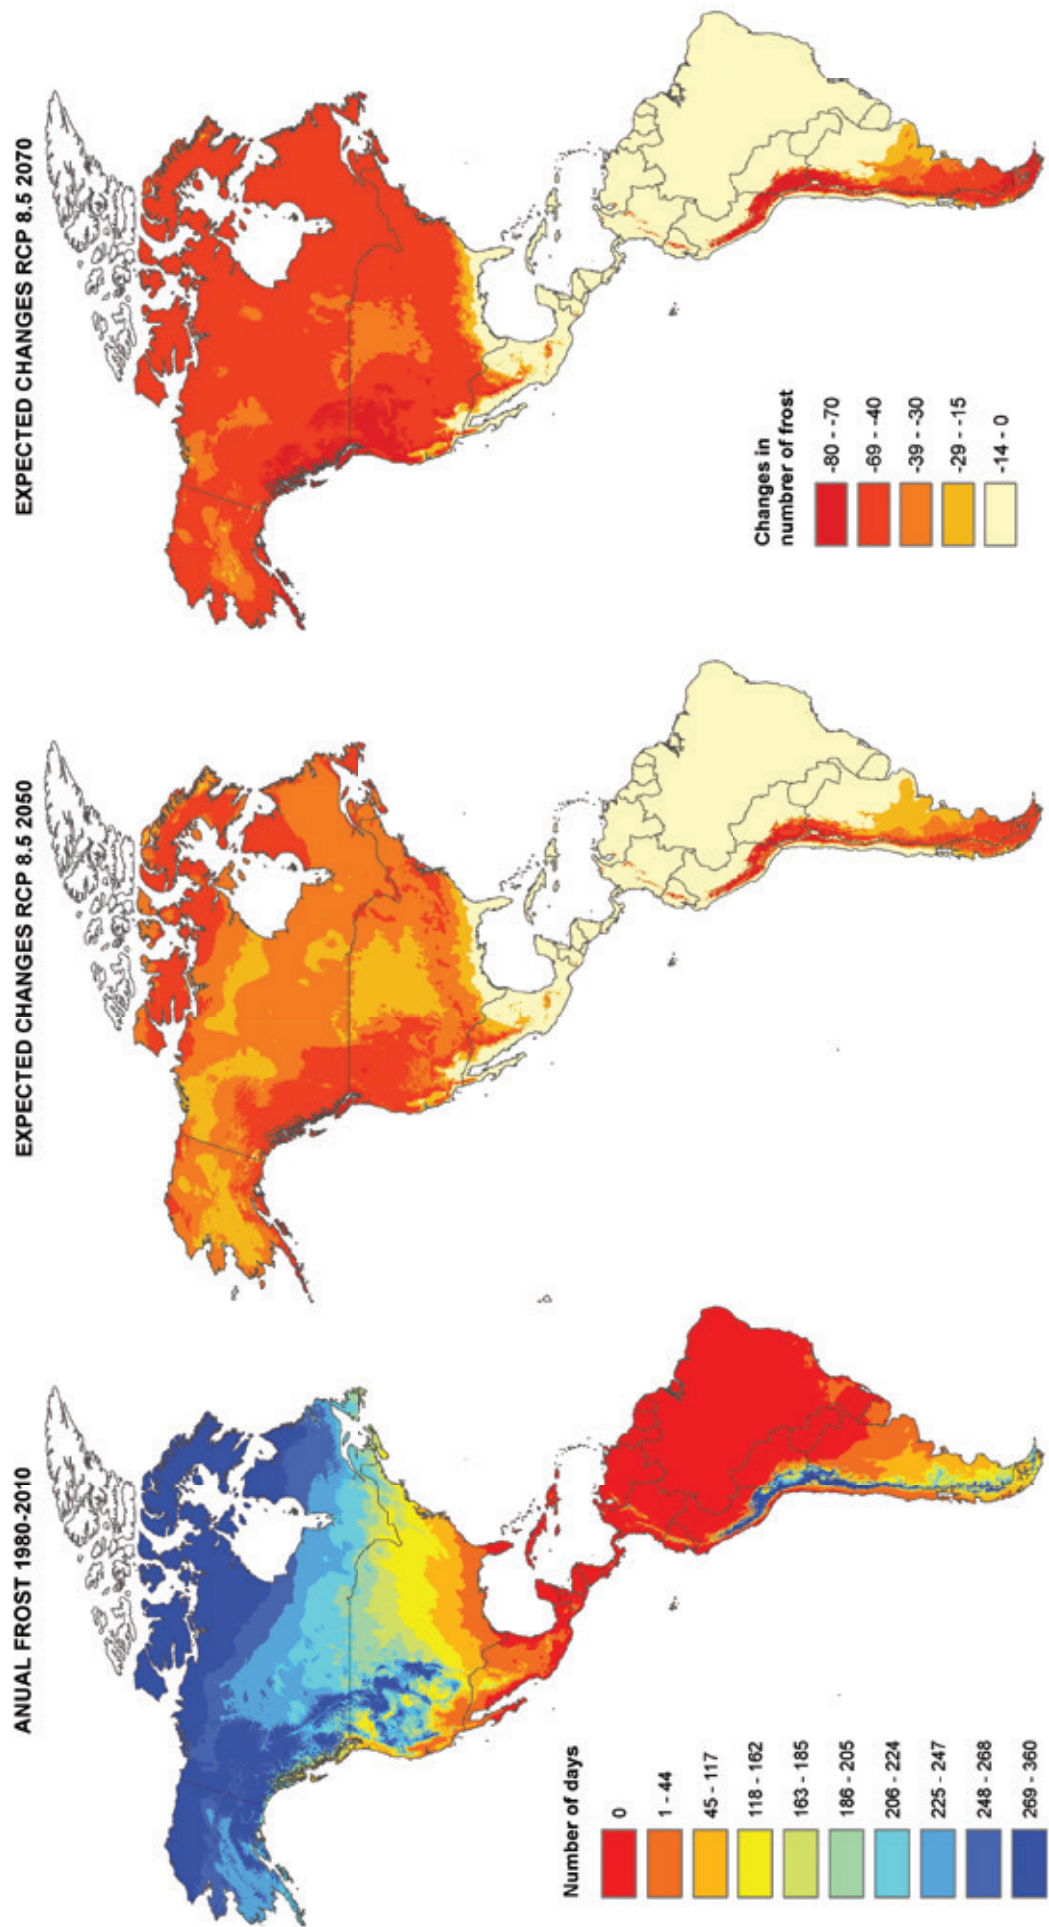 ANUAL FROST 1980-2010
Number of days
0
1 - 44
45 - 117
118 - 162
163 - 185
186 - 205
206 - 224
225 - 247
248 - 268
269 - 360
EXPECTED CHANGES RCP 8.5 2050
EXPECTED CHANGES RCP 8.5 2070
Changes in
numbrer of frost
-80 - -70
-69 - -40
-39 - -30
-29 - -15
-14 - 0